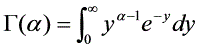 Γ(α) = ∫₀^∞ y^{α−1} e^{−y} dy